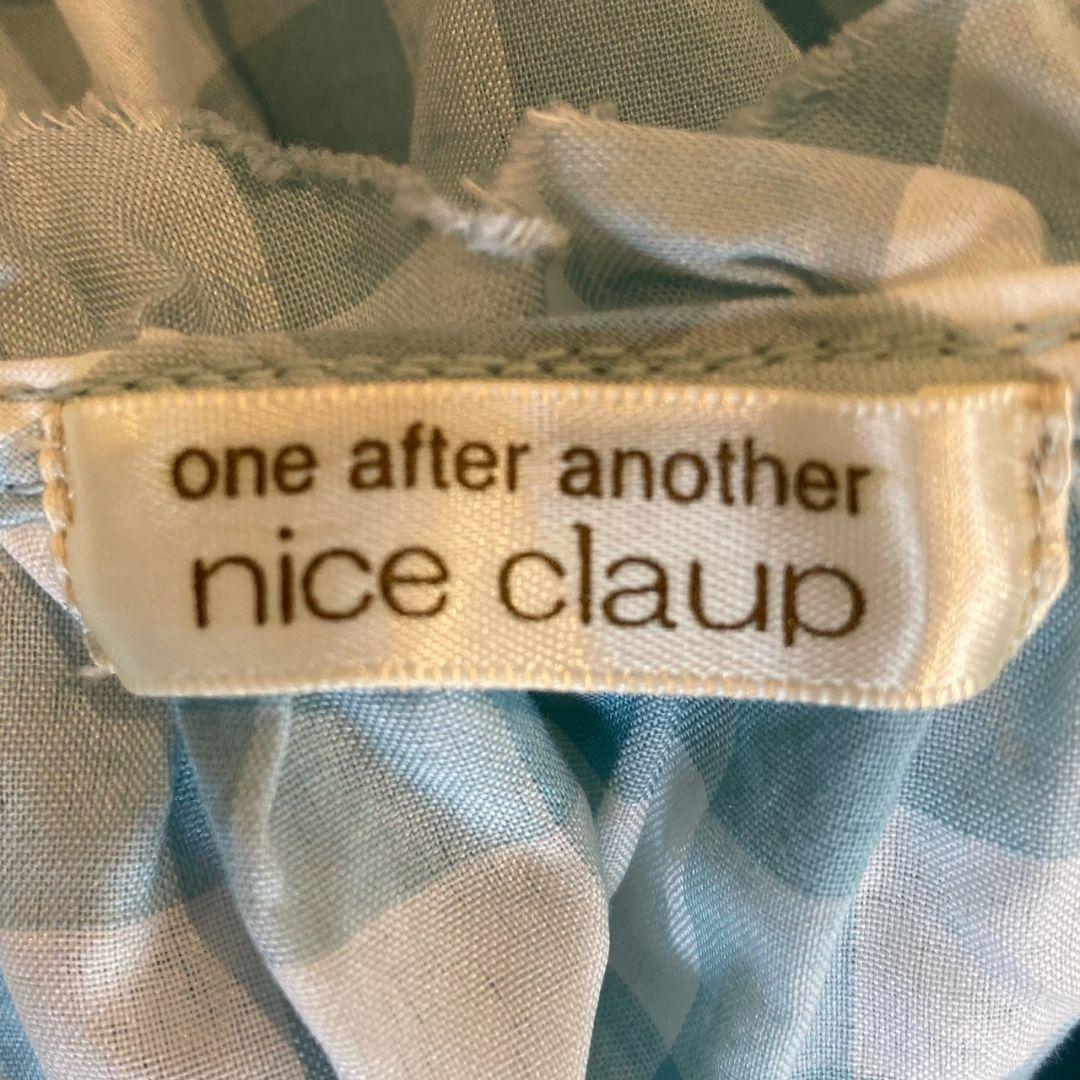 one after another
nice claup